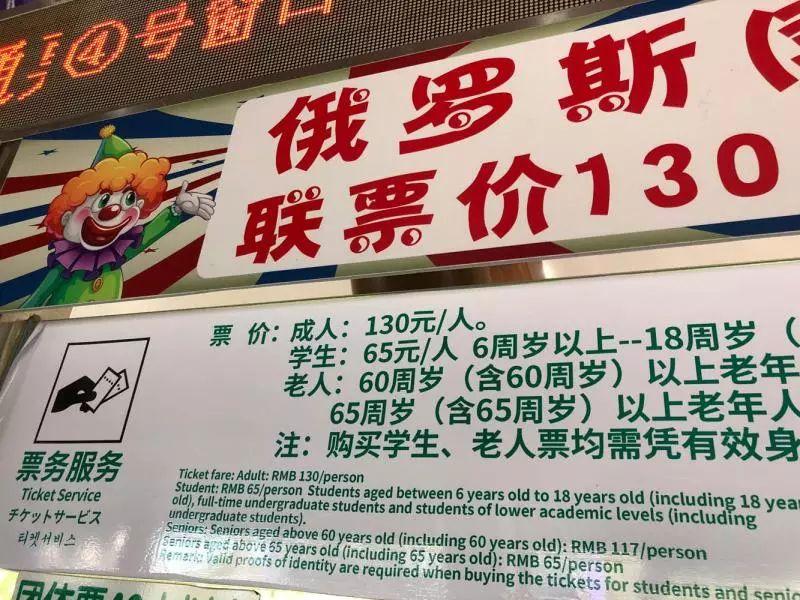 ④号窗口
俄罗斯
联票价130
票 价：成人：130元/人。
学生：65元/人 6周岁以上--18周岁（
老人：60周岁（含60周岁）以上老年
65周岁（含65周岁）以上老年人
注：购买学生、老人票均需凭有效身
票务服务
Ticket Service
チケットサービス
티켓서비스
Ticket fare: Adult: RMB 130/person
Student: RMB 65/person Students aged between 6 years old to 18 years old (including 18 year
old), full-time undergraduate students and students of lower academic levels (including
undergraduate students).
Seniors: Seniors aged above 60 years old (including 60 years old): RMB 117/person
Seniors aged above 65 years old (including 65 years old): RMB 65/person
Remark: Valid proofs of identity are required when buying the tickets for students and senio